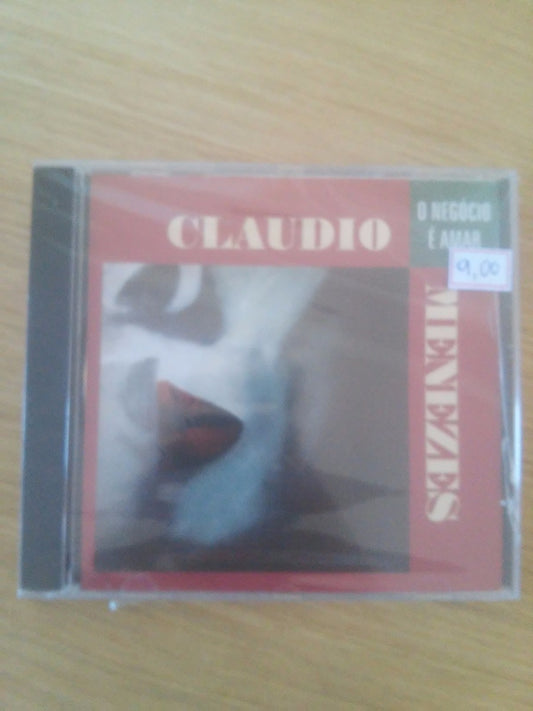 CLAUDIO
MENEZES
O NEGÓCIO
É AMAR
9,00